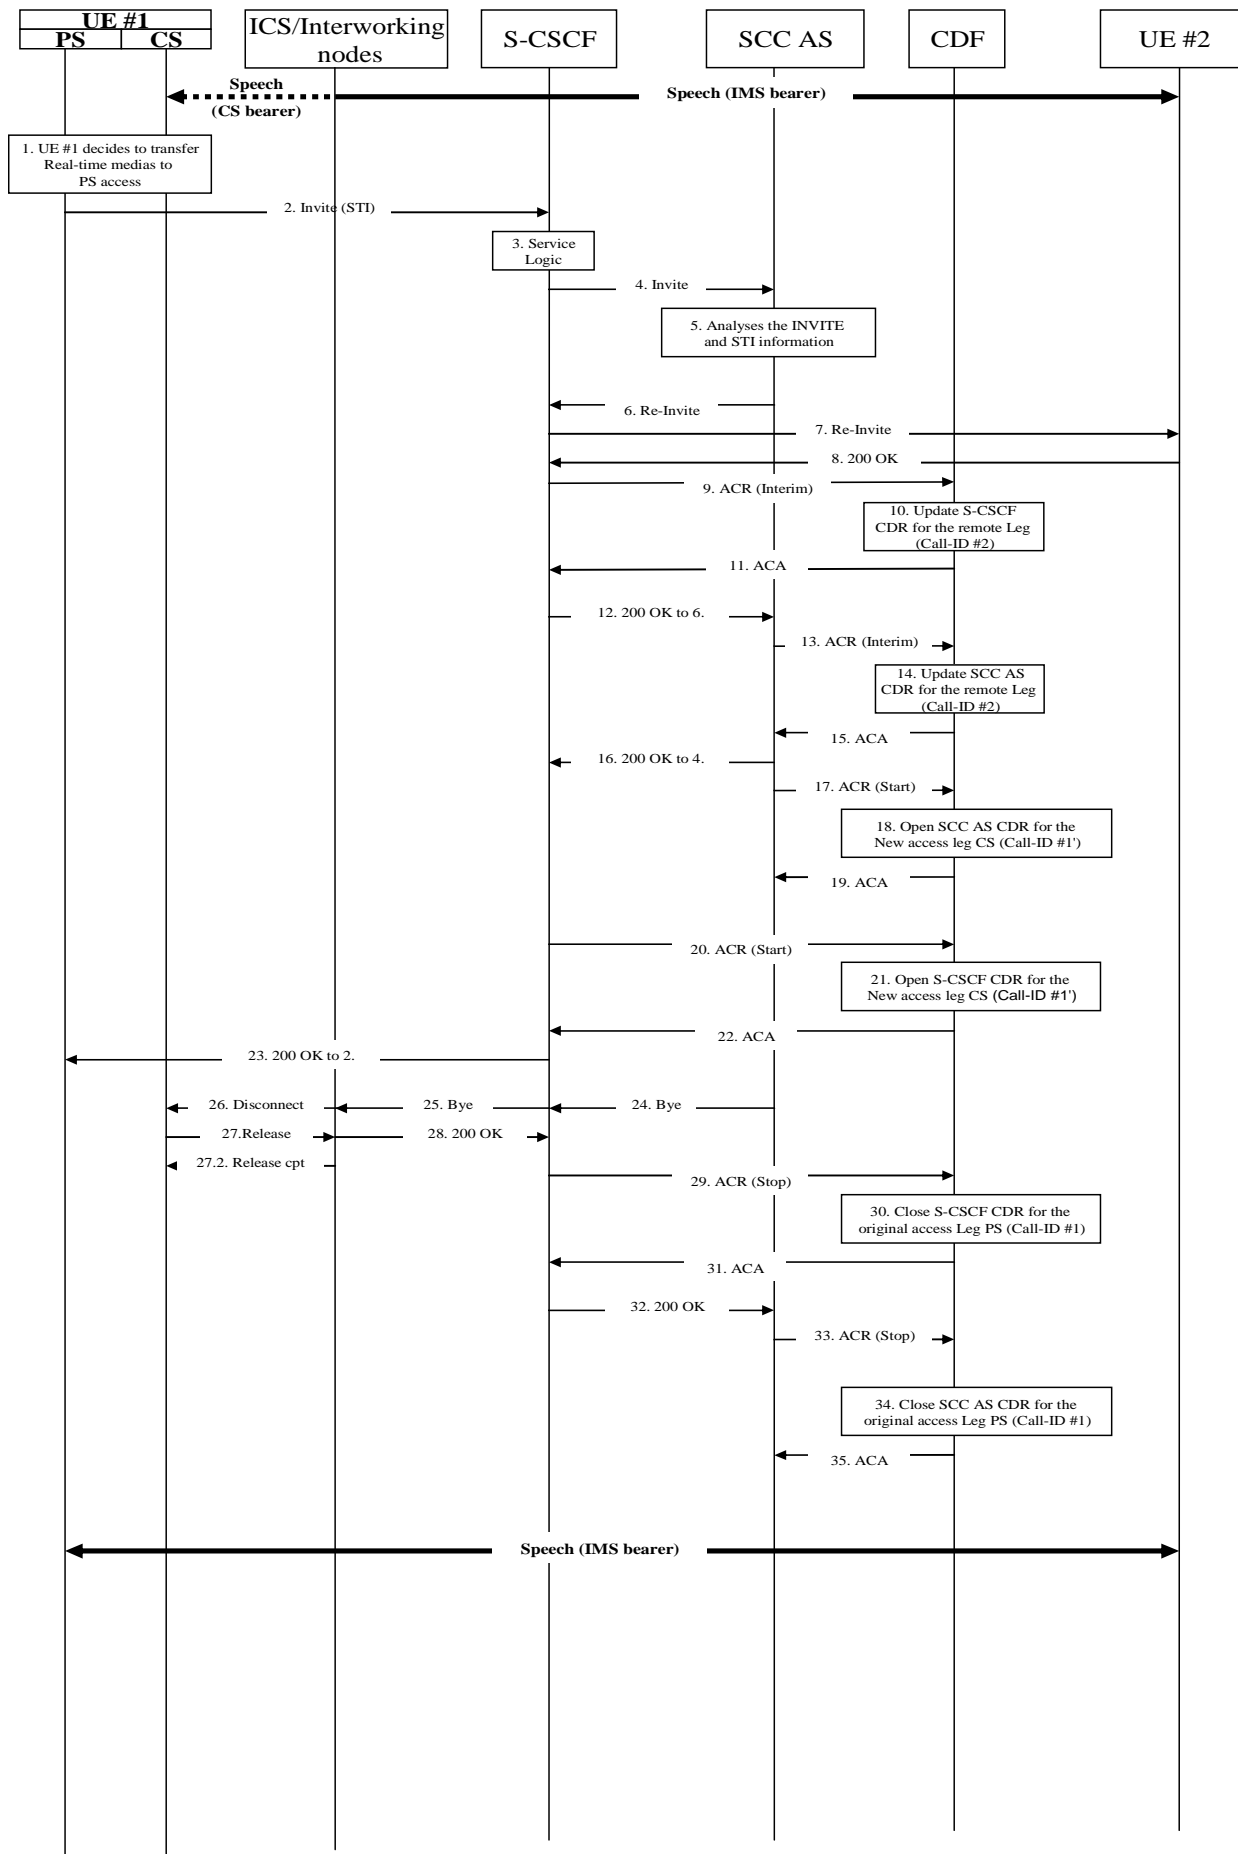 UE #1
PS CS
ICS/Interworking
nodes
S-CSCF
SCC AS
CDF
UE #2
Speech
(CS bearer)
Speech (IMS bearer)
1. UE #1 decides to transfer
Real-time medias to
PS access
2. Invite (STI)
3. Service
Logic
4. Invite
5. Analyses the INVITE
and STI information
6. Re-Invite
7. Re-Invite
8. 200 OK
9. ACR (Interim)
10. Update S-CSCF
CDR for the remote Leg
(Call-ID #2)
11. ACA
12. 200 OK to 6.
13. ACR (Interim)
14. Update SCC AS
CDR for the remote Leg
(Call-ID #2)
15. ACA
16. 200 OK to 4.
17. ACR (Start)
18. Open SCC AS CDR for the
New access leg CS (Call-ID #1')
19. ACA
20. ACR (Start)
21. Open S-CSCF CDR for the
New access leg CS (Call-ID #1')
22. ACA
23. 200 OK to 2.
26. Disconnect
25. Bye
24. Bye
27.Release
28. 200 OK
27.2. Release cpt
29. ACR (Stop)
30. Close S-CSCF CDR for the
original access Leg PS (Call-ID #1)
31. ACA
32. 200 OK
33. ACR (Stop)
34. Close SCC AS CDR for the
original access Leg PS (Call-ID #1)
35. ACA
Speech (IMS bearer)